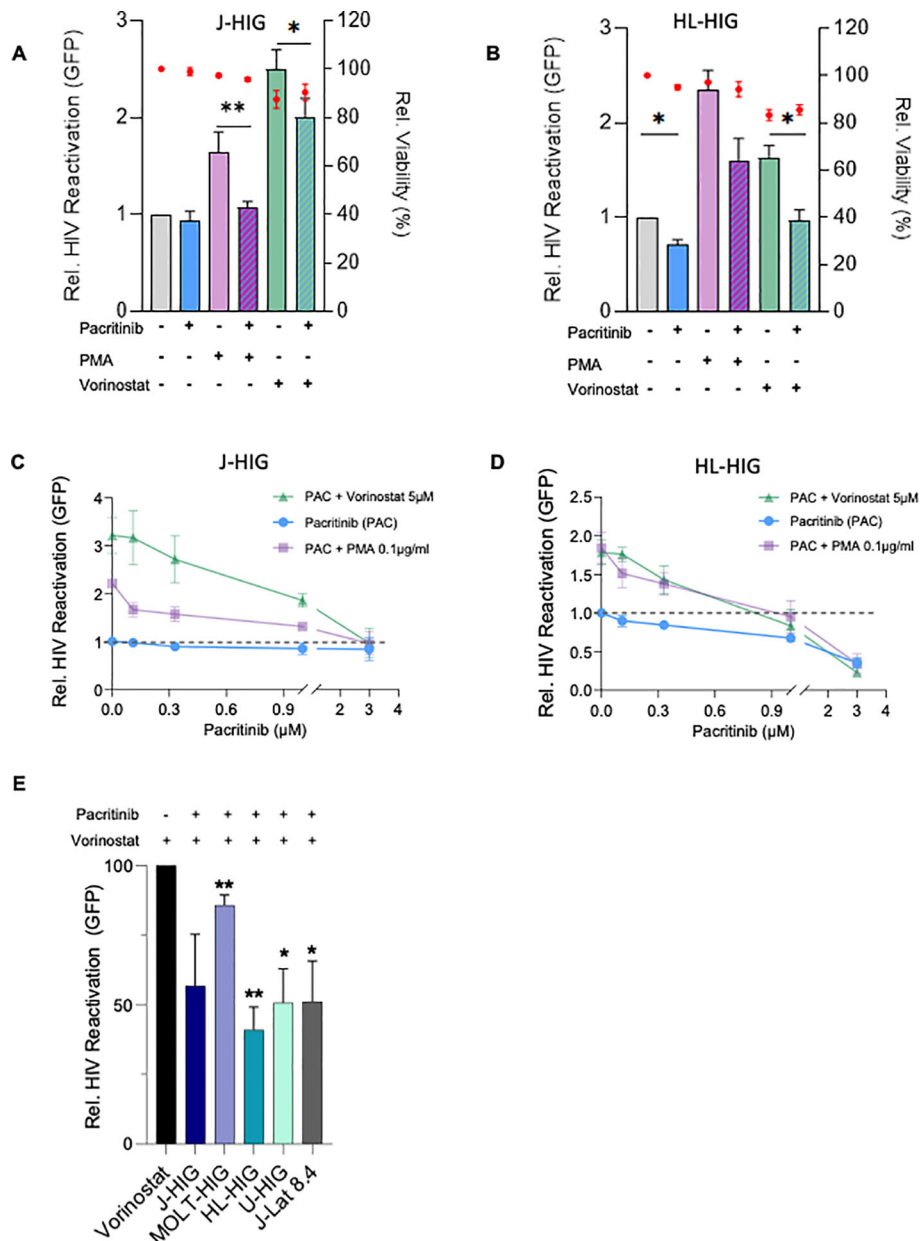 A
J-HIG
Rel. HIV Reactivation (GFP)
3
2
1
0
*
**
120
100
80
60
40
20
0
Rel. Viability (%)
Pacritinib - + - + - +
PMA - - + + - -
Vorinostat - - - - + +
B
HL-HIG
Rel. HIV Reactivation (GFP)
3
2
1
0
*
*
120
100
80
60
40
20
0
Rel. Viability (%)
Pacritinib - + - + - +
PMA - - + + - -
Vorinostat - - - - + +
C
J-HIG
Rel. HIV Reactivation (GFP)
4
3
2
1
1
PAC + Vorinostat 5µM
Pacritinib (PAC)
PAC + PMA 0.1µg/ml
0.0 0.3 0.6 0.9 2 3 4
Pacritinib (µM)
D
HL-HIG
Rel. HIV Reactivation (GFP)
2.5
2.0
1.5
1.0
0.5
0.0
PAC + Vorinostat 5µM
Pacritinib (PAC)
PAC + PMA 0.1µg/ml
0.0 0.3 0.6 0.9 2 3 4
Pacritinib (µM)
E
Pacritinib - + + + + +
Vorinostat + + + + + +
Rel. HIV Reactivation (GFP)
100
50
0
**
**
*
*
Vorinostat
J-HIG
MOLT-HIG
HL-HIG
U-HIG
J-Lat 8.4